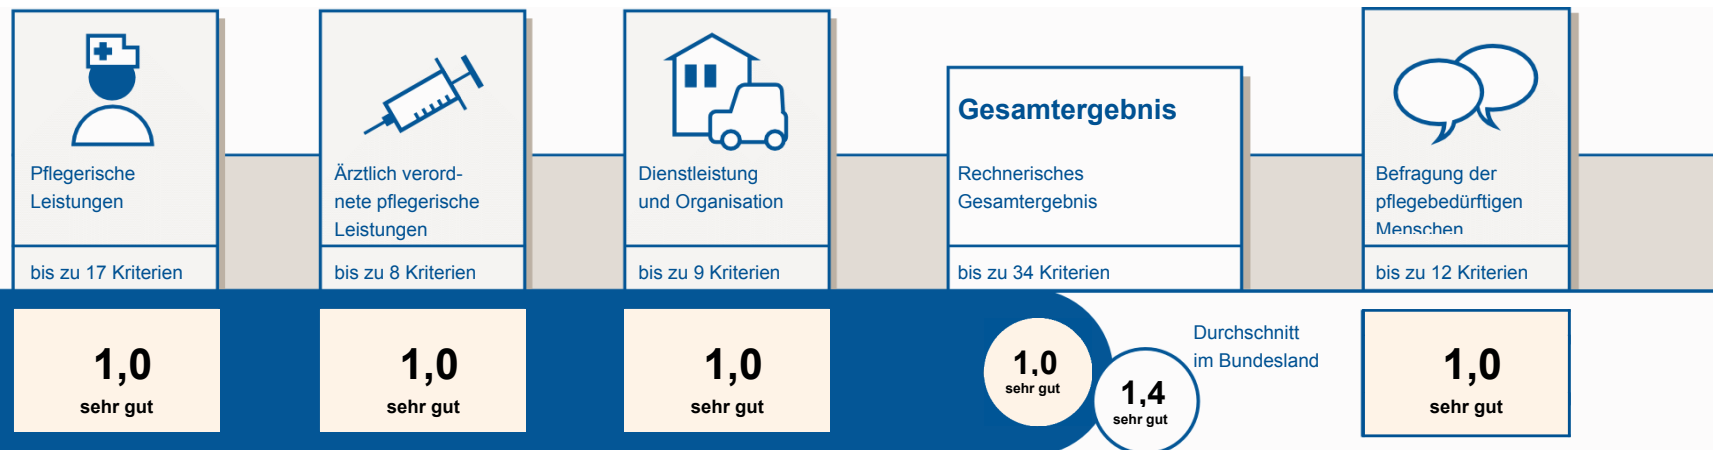 Pflegerische
Leistungen
bis zu 17 Kriterien
1,0
sehr gut
Ärztlich verord-
nete pflegerische
Leistungen
bis zu 8 Kriterien
1,0
sehr gut
Dienstleistung
und Organisation
bis zu 9 Kriterien
1,0
sehr gut
Gesamtergebnis
Rechnerisches
Gesamtergebnis
bis zu 34 Kriterien
1,0
sehr gut
Durchschnitt
im Bundesland
1,4
sehr gut
Befragung der
pflegebedürftigen
Menschen
bis zu 12 Kriterien
1,0
sehr gut